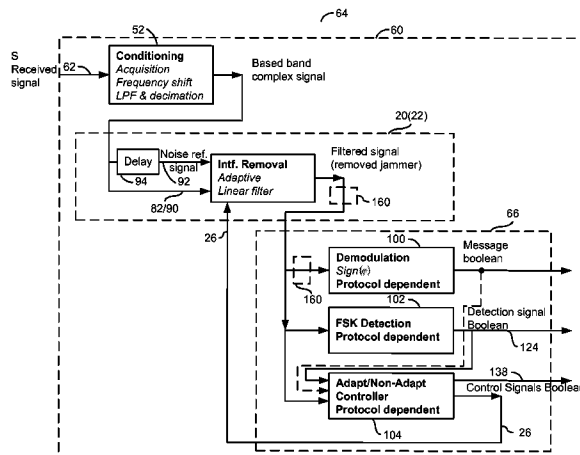 64
52
60
S
Received
signal
62
Conditioning
Acquisition
Frequency shift
LPF & decimation
Based band
complex signal
20(22)
Delay
94
Noise ref.
signal
92
82/90
Intf. Removal
Adaptive
Linear filter
Filtered signal
(removed jammer)
160
26
66
100
Demodulation
Sign(e)
Protocol dependent
Message
boolean
160
102
FSK Detection
Protocol dependent
Detection signal
Boolean
124
Adapt/Non-Adapt
Controller
Protocol dependent
104
138
Control Signals Boolean
26